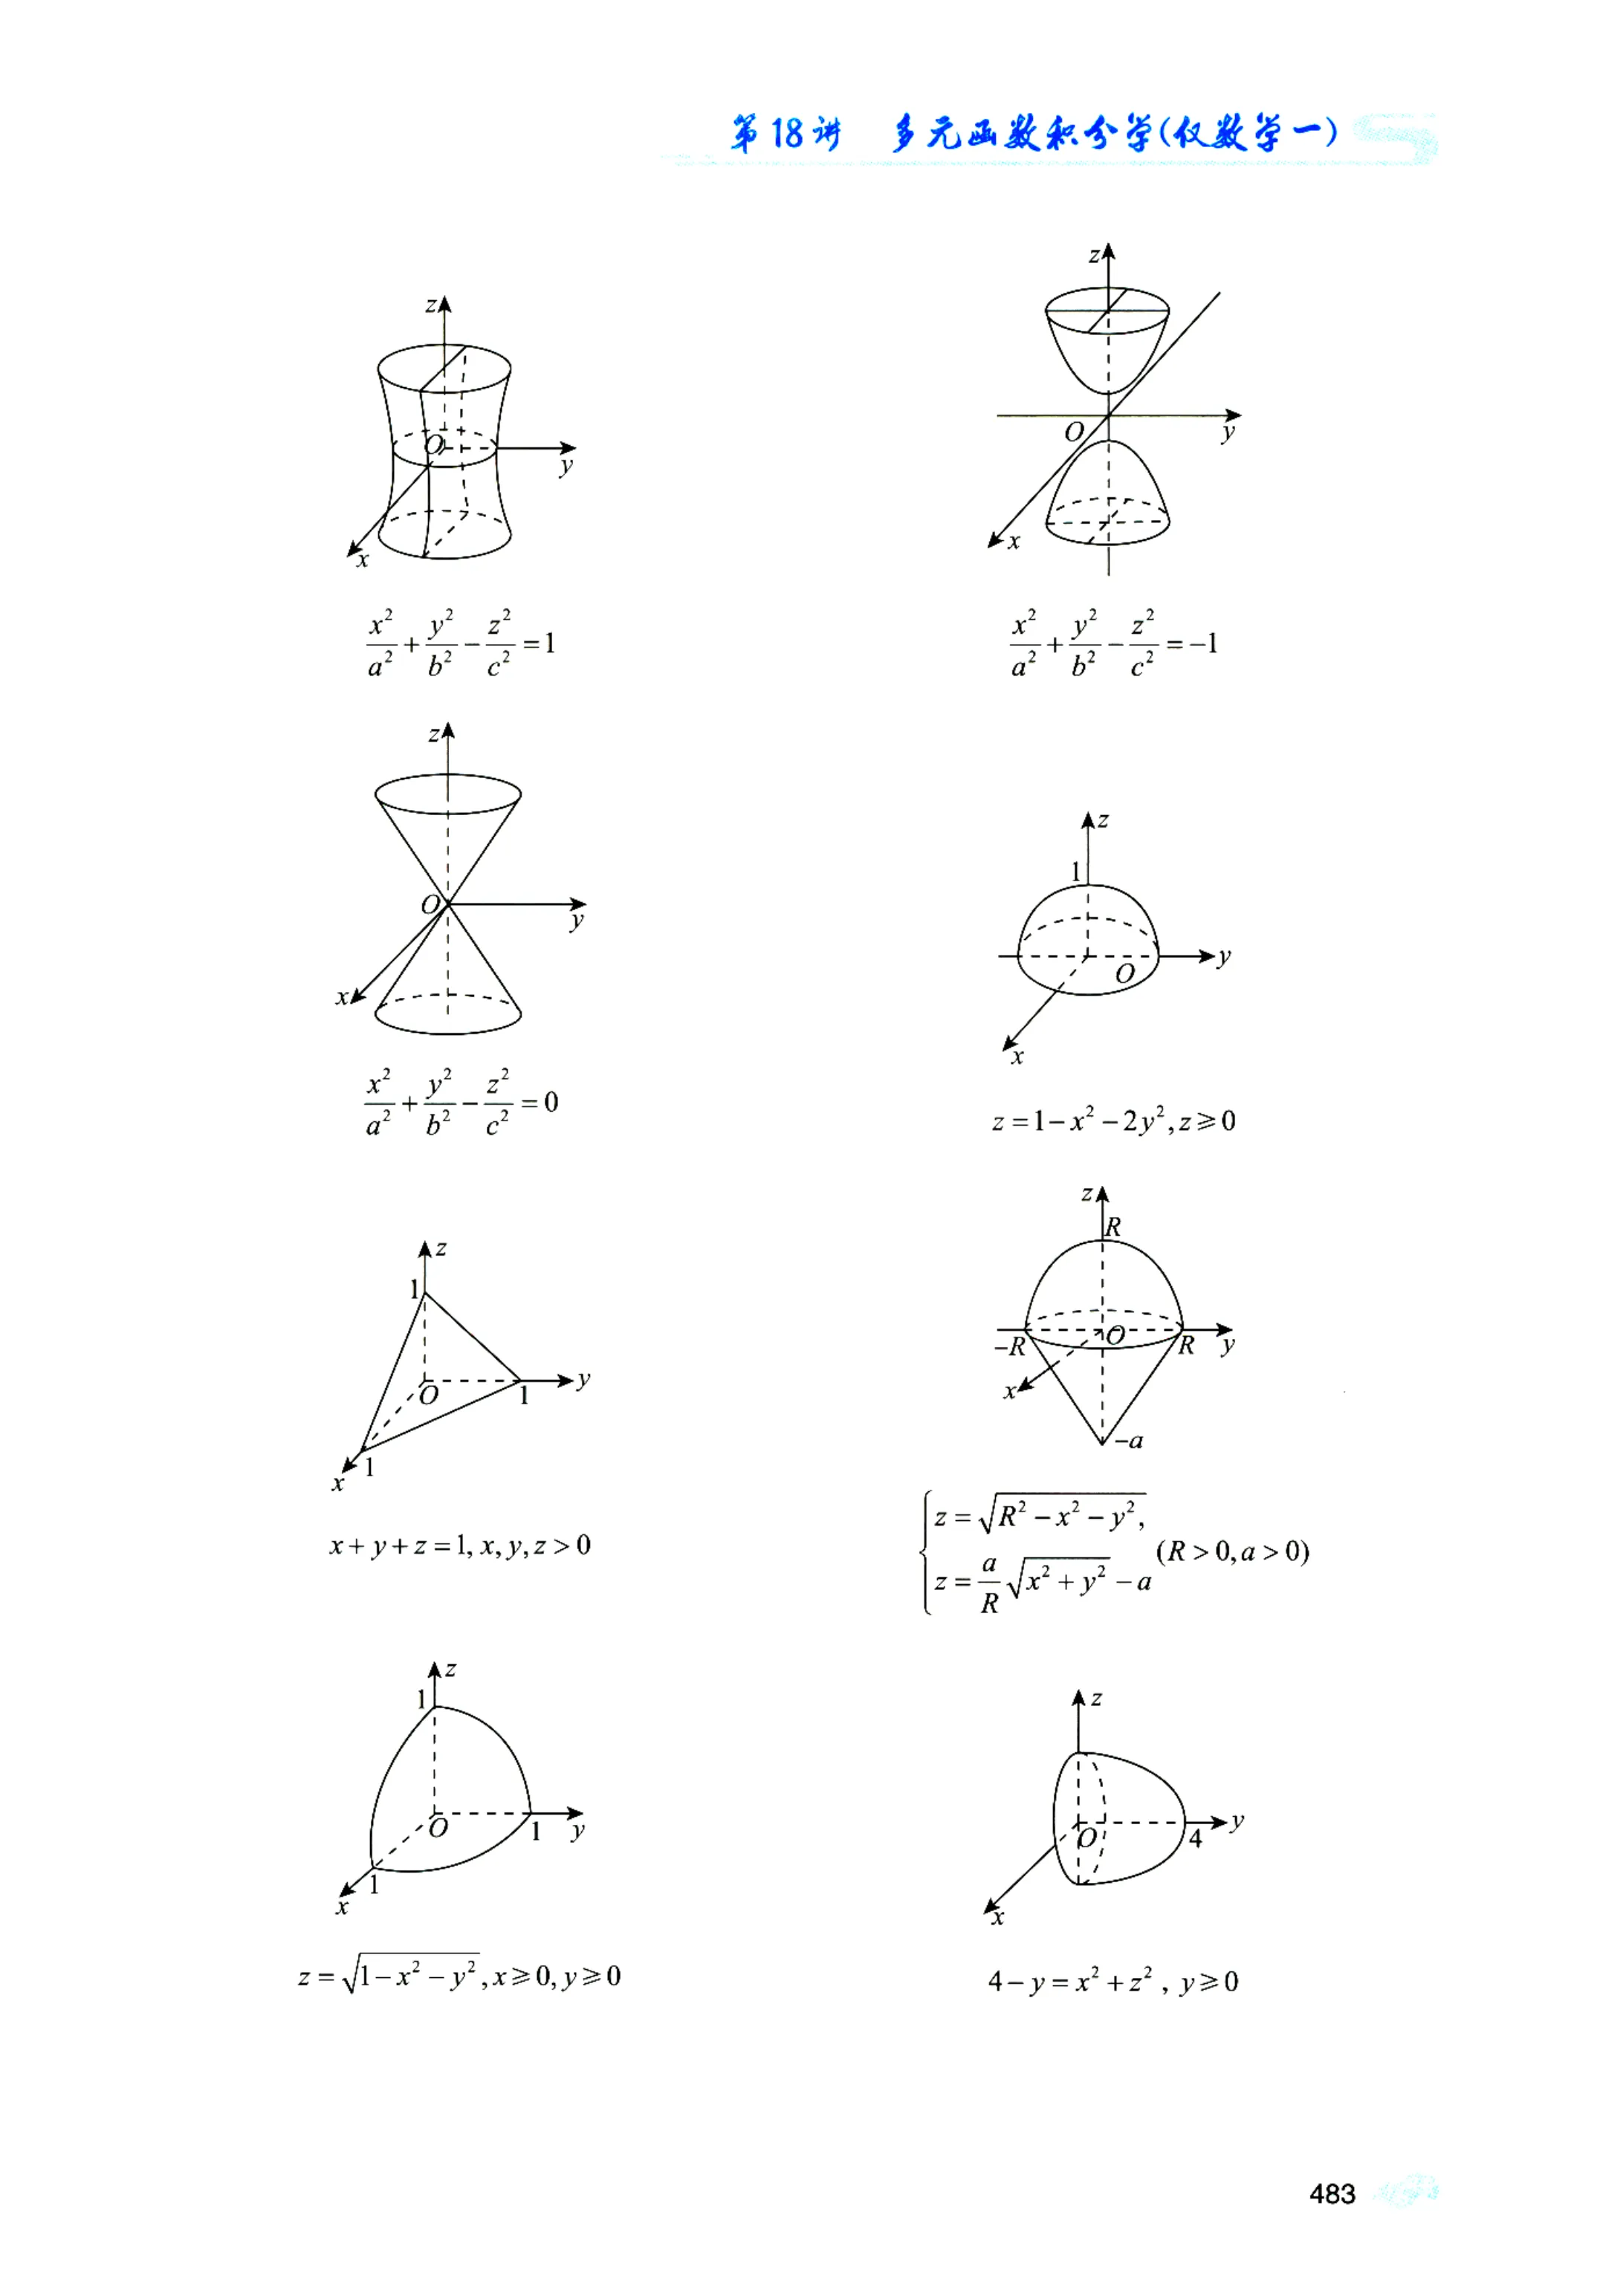 第18讲 多元函数积分学(仅数学一)
z
O
y
x
x²/a² + y²/b² − z²/c² = 1
z
O
y
x
x²/a² + y²/b² − z²/c² = −1
z
O
y
x
x²/a² + y²/b² − z²/c² = 0
z
1
O
y
x
z = 1 − x² − 2y², z ⩾ 0
z
1
O
1
y
1
x
x + y + z = 1, x, y, z > 0
z
R
−R
O
R
y
x
−a
z = √(R² − x² − y²),
z = a/R √(x² + y²) − a
(R > 0, a > 0)
z
1
O
1
y
1
x
z = √(1 − x² − y²), x ⩾ 0, y ⩾ 0
z
O
4
y
x
4 − y = x² + z², y ⩾ 0
483